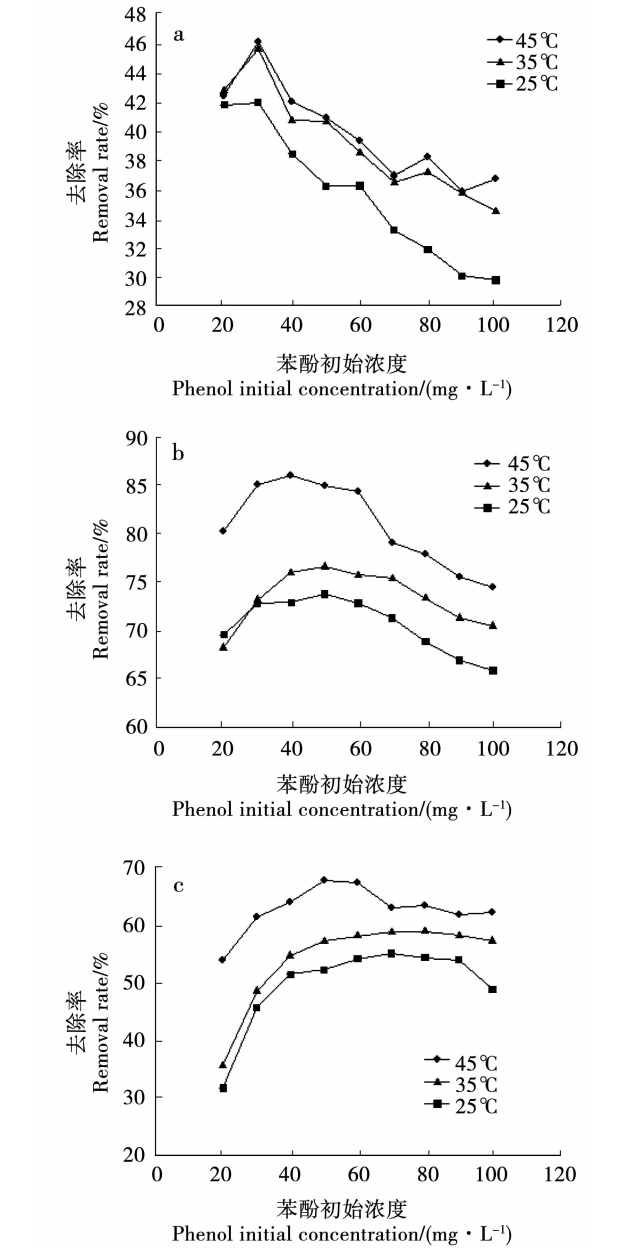 48
46
44
42
40
38
36
34
32
30
28
a
45℃
35℃
25℃
去除率
Removal rate/%
0 20 40 60 80 100 120
苯酚初始浓度
Phenol initial concentration/(mg·L⁻¹)
90
85
80
75
70
65
60
b
45℃
35℃
25℃
去除率
Removal rate/%
0 20 40 60 80 100 120
苯酚初始浓度
Phenol initial concentration/(mg·L⁻¹)
70
60
50
40
30
20
c
45℃
35℃
25℃
去除率
Removal rate/%
0 20 40 60 80 100 120
苯酚初始浓度
Phenol initial concentration/(mg·L⁻¹)